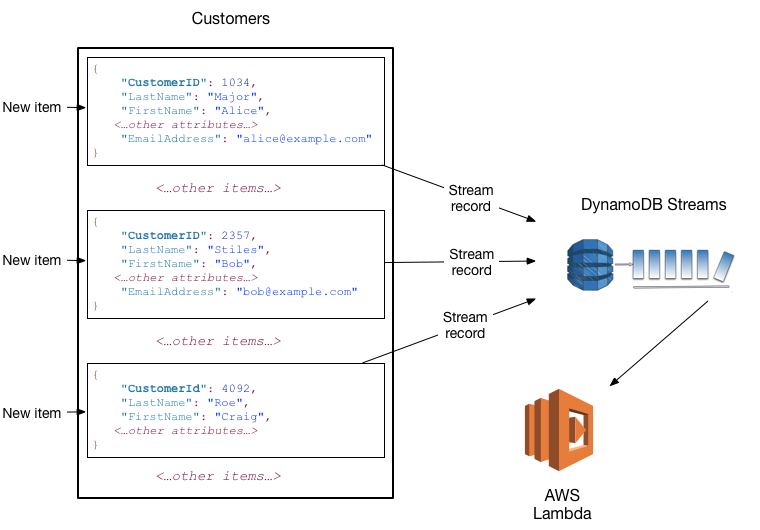 Customers
New item
{
"CustomerID": 1034,
"LastName": "Major",
"FirstName": "Alice",
<…other attributes…>
"EmailAddress": "alice@example.com"
}
<…other items…>
New item
{
"CustomerID": 2357,
"LastName": "Stiles",
"FirstName": "Bob",
<…other attributes…>
"EmailAddress": "bob@example.com"
}
<…other items…>
New item
{
"CustomerId": 4092,
"LastName": "Roe",
"FirstName": "Craig",
<…other attributes…>
}
<…other items…>
Stream
record
Stream
record
Stream
record
DynamoDB Streams
AWS
Lambda